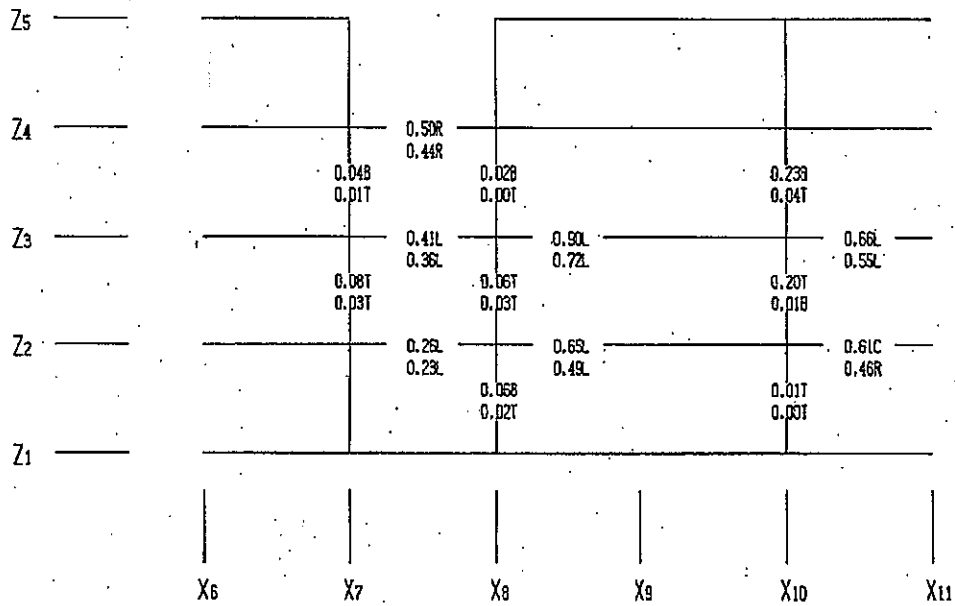 Z5
Z4
0.50R
0.44R
0.04B 0.02B 0.23B
0.01T 0.00T 0.04T
Z3 0.41L 0.90L 0.66L
0.36L 0.72L 0.55L
0.08T 0.06T 0.20T
0.03T 0.03T 0.01B
Z2 0.26L 0.65L 0.61C
0.23L 0.49L 0.46R
0.06B 0.01T
0.02T 0.00T
Z1
X6 X7 X8 X9 X10 X11